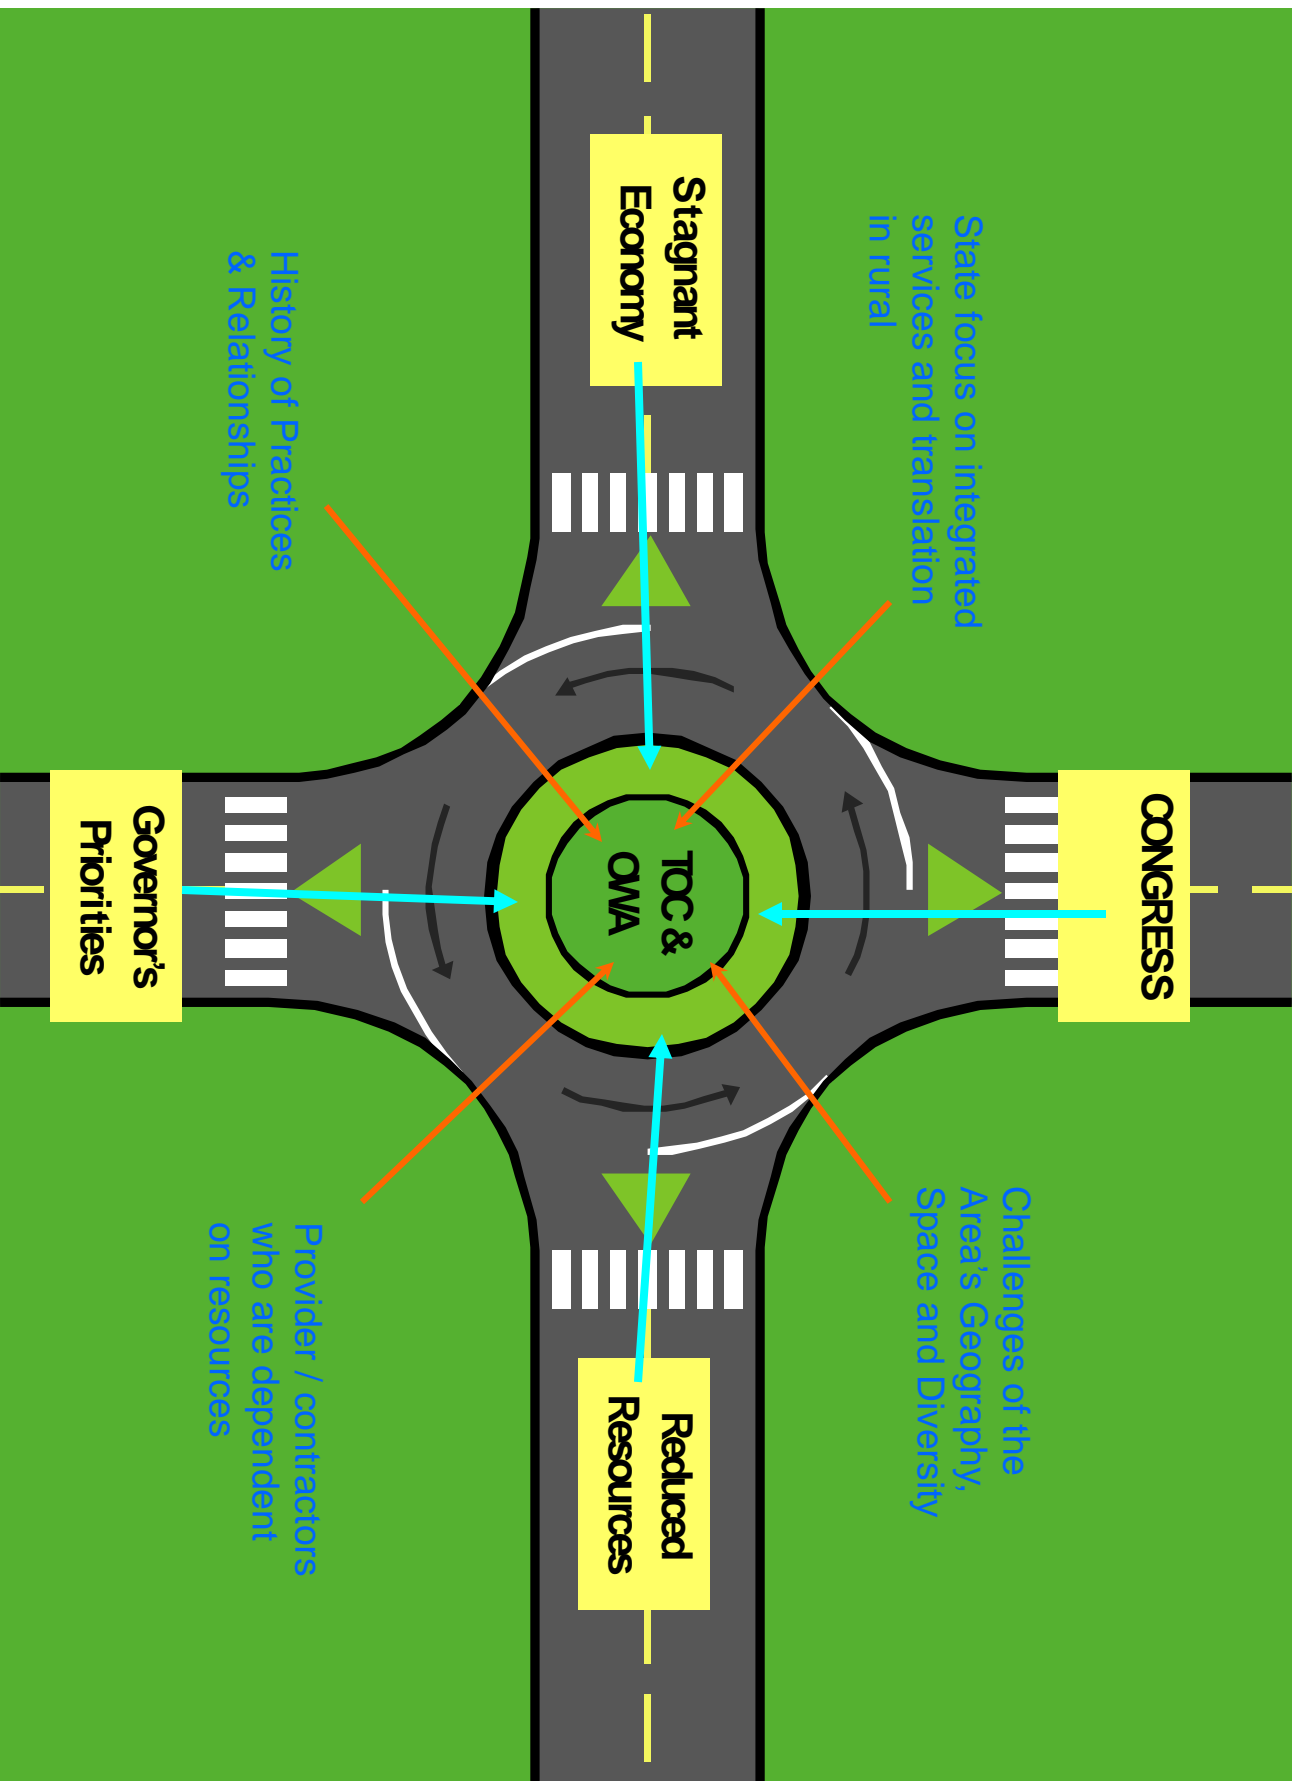 CONGRESS
State focus on integrated
services and translation
in rural
Challenges of the
Area's Geography,
Space and Diversity
Stagnant
Economy
TOC &
OWA
Reduced
Resources
History of Practices
& Relationships
Provider / contractors
who are dependent
on resources
Governor's
Priorities